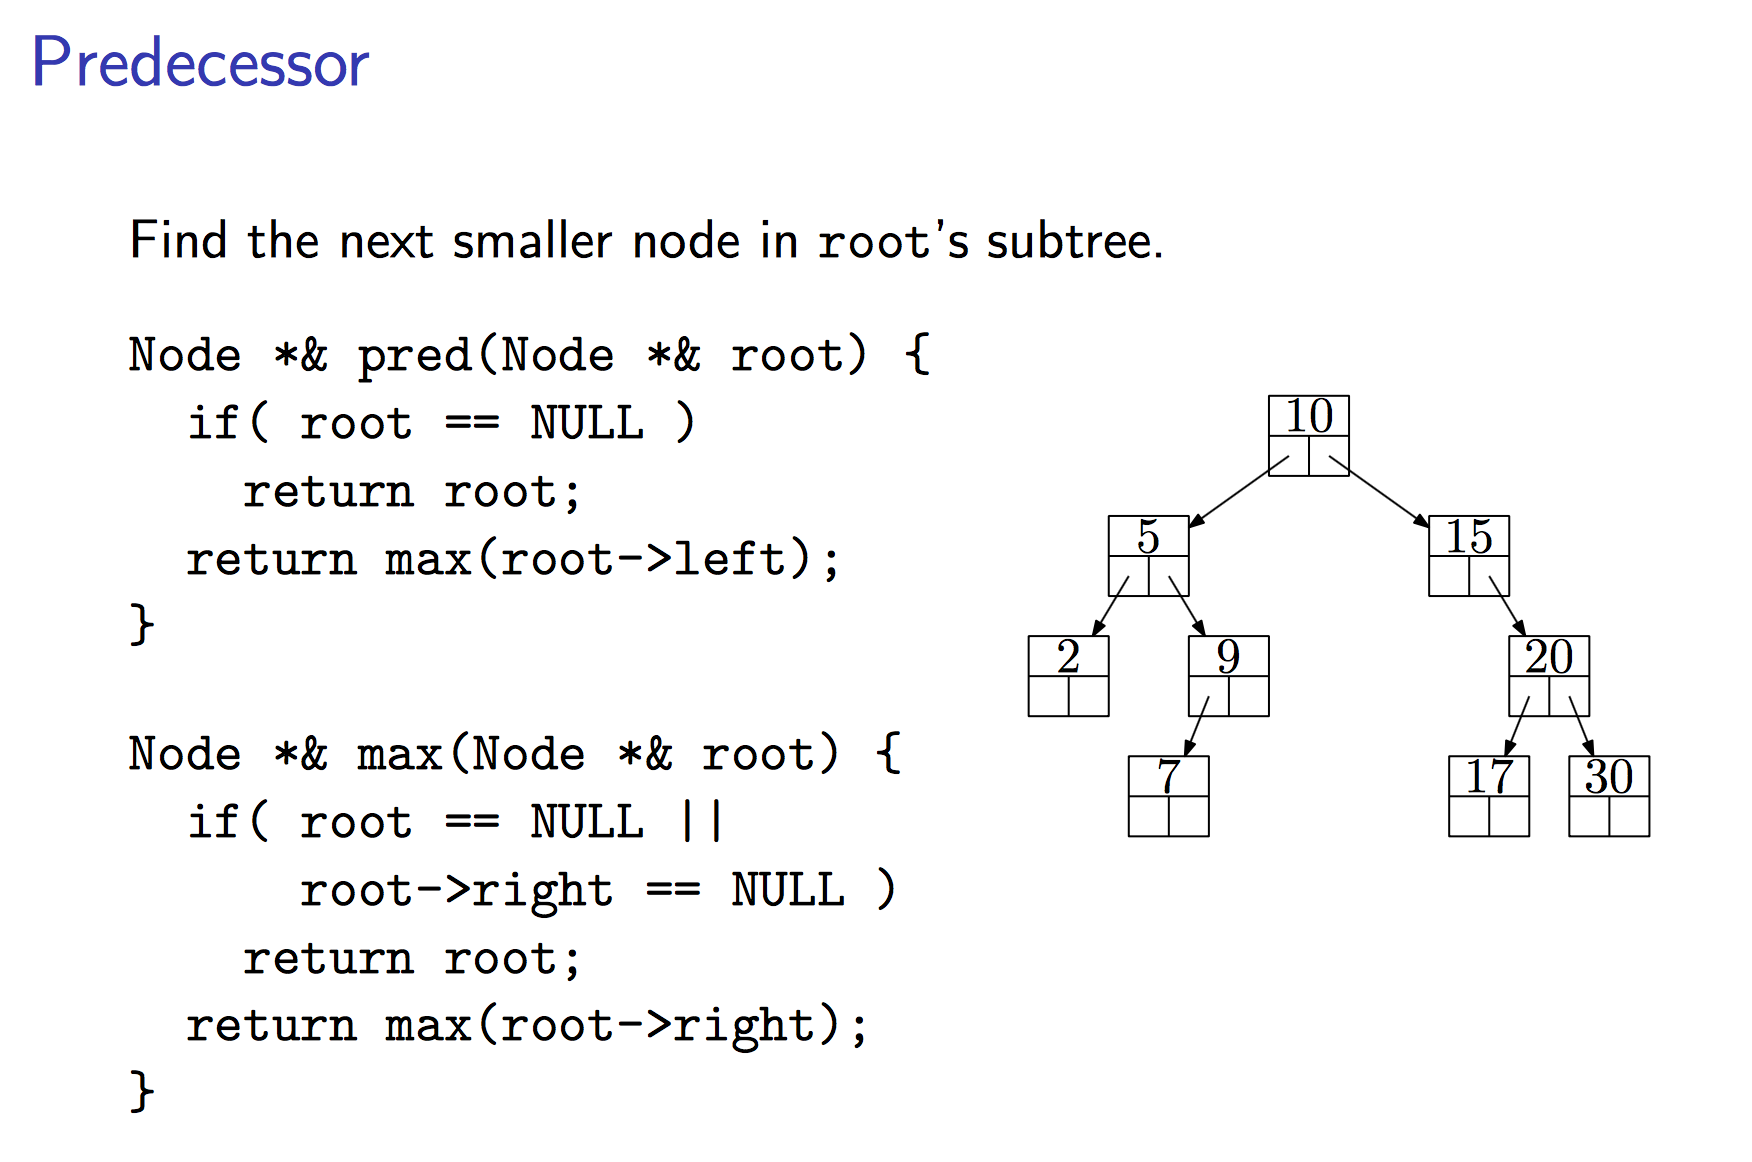 Predecessor
Find the next smaller node in root's subtree.
Node *& pred(Node *& root) {
if( root == NULL )
return root;
return max(root->left);
}
Node *& max(Node *& root) {
if( root == NULL ||
root->right == NULL )
return root;
return max(root->right);
}
10
5 15
2 9 20
7 17 30